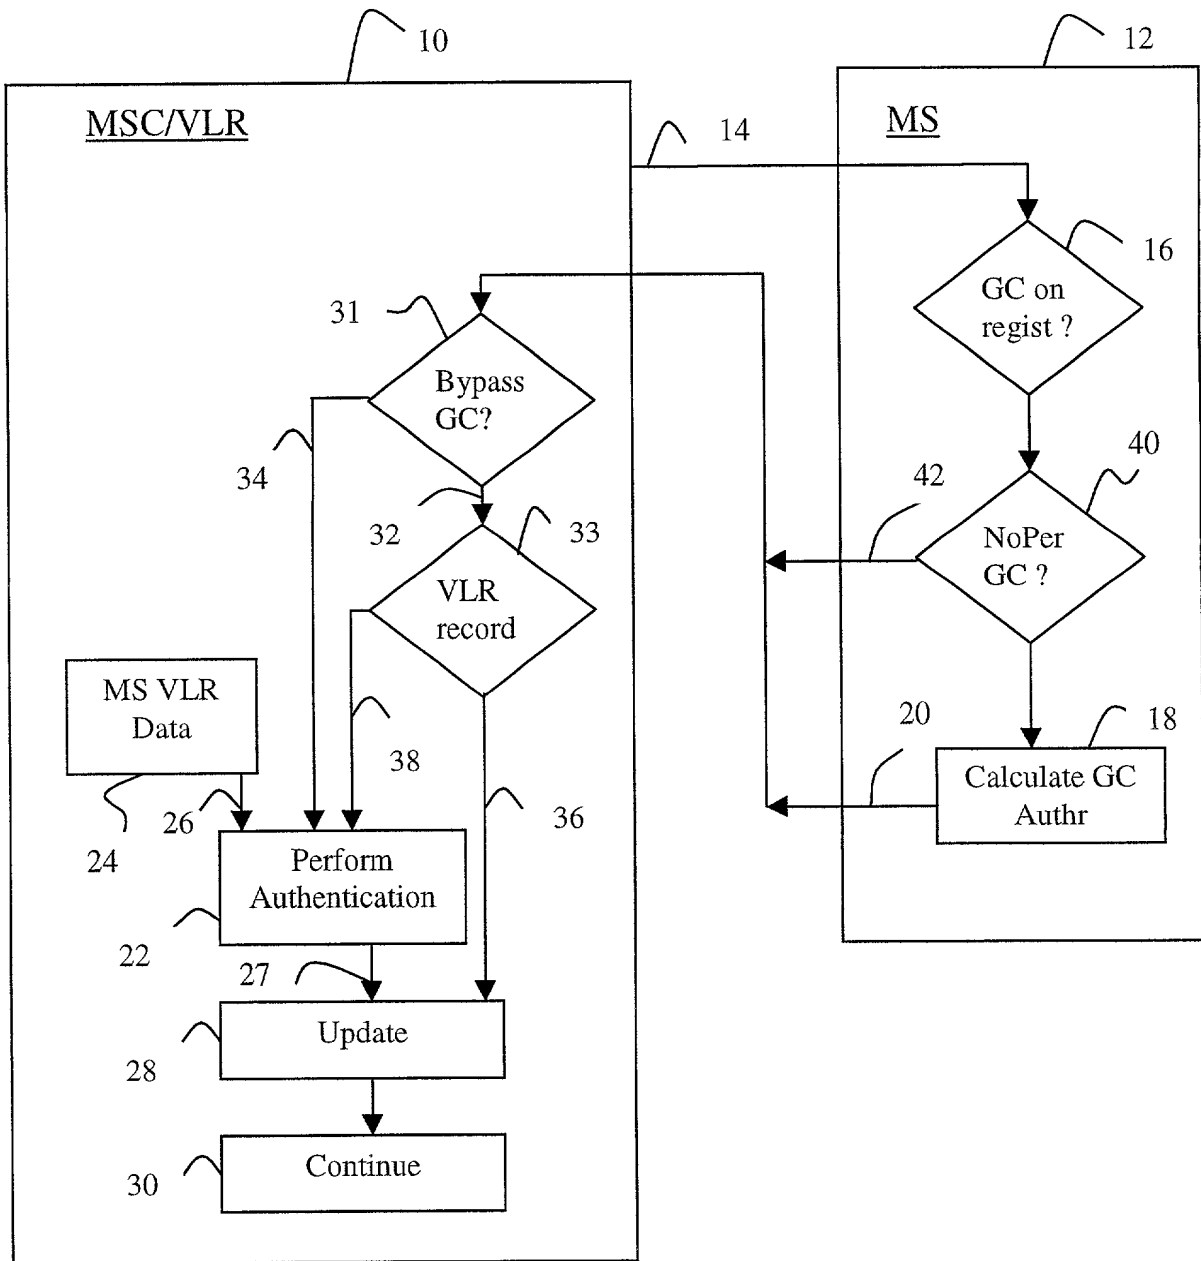 10
12
MSC/VLR
14
MS
16
GC on
regist ?
31
Bypass
GC?
34
42
40
32
33
NoPer
GC ?
VLR
record
MS VLR
Data
20
18
38
Calculate GC
Authr
26
36
24
Perform
Authentication
22
27
Update
28
Continue
30